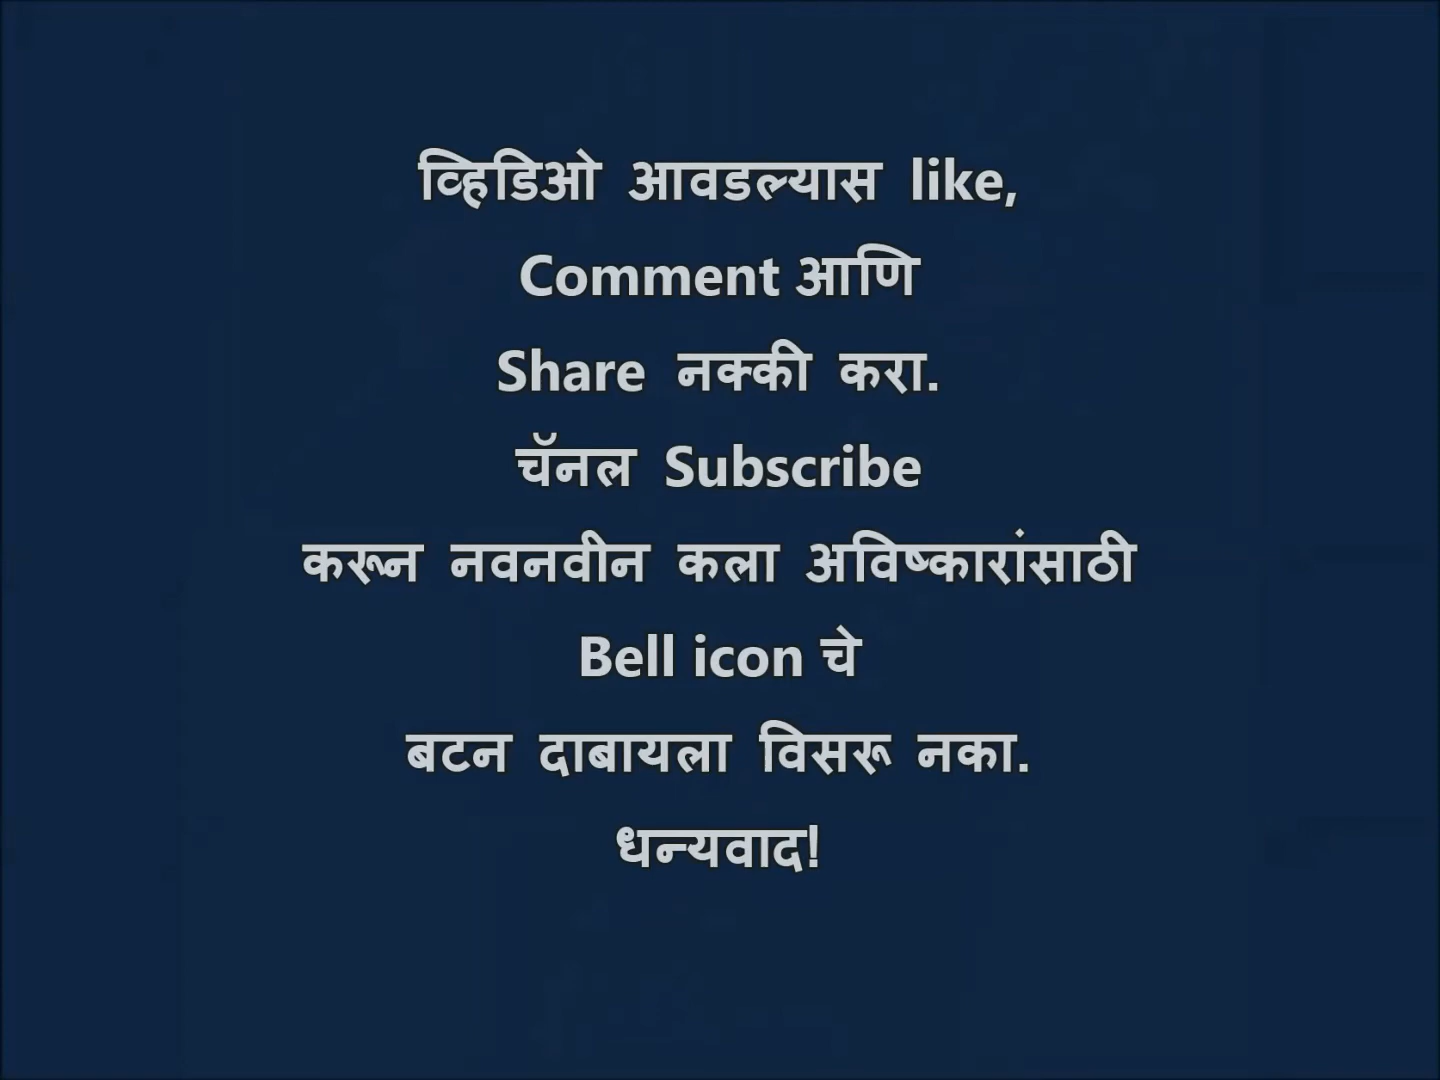 व्हिडिओ आवडल्यास like,
Comment आणि
Share नक्की करा.
चॅनल Subscribe
करून नवनवीन कला अविष्कारांसाठी
Bell icon चे
बटन दाबायला विसरू नका.
धन्यवाद!